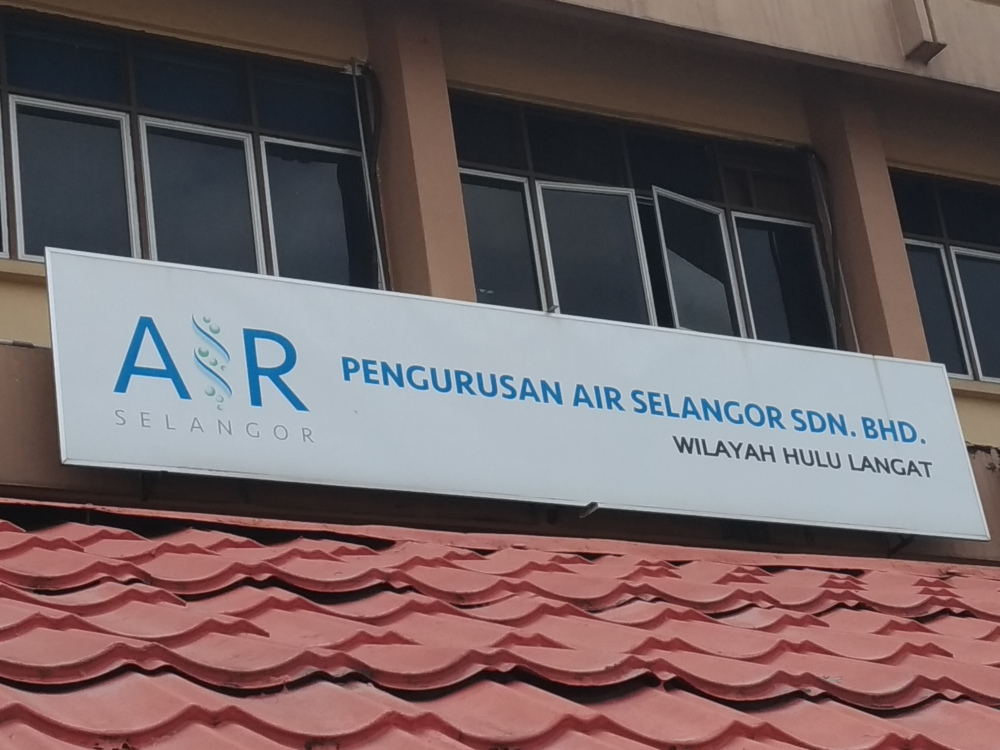 AIR
SELANGOR
PENGURUSAN AIR SELANGOR SDN. BHD.
WILAYAH HULU LANGAT